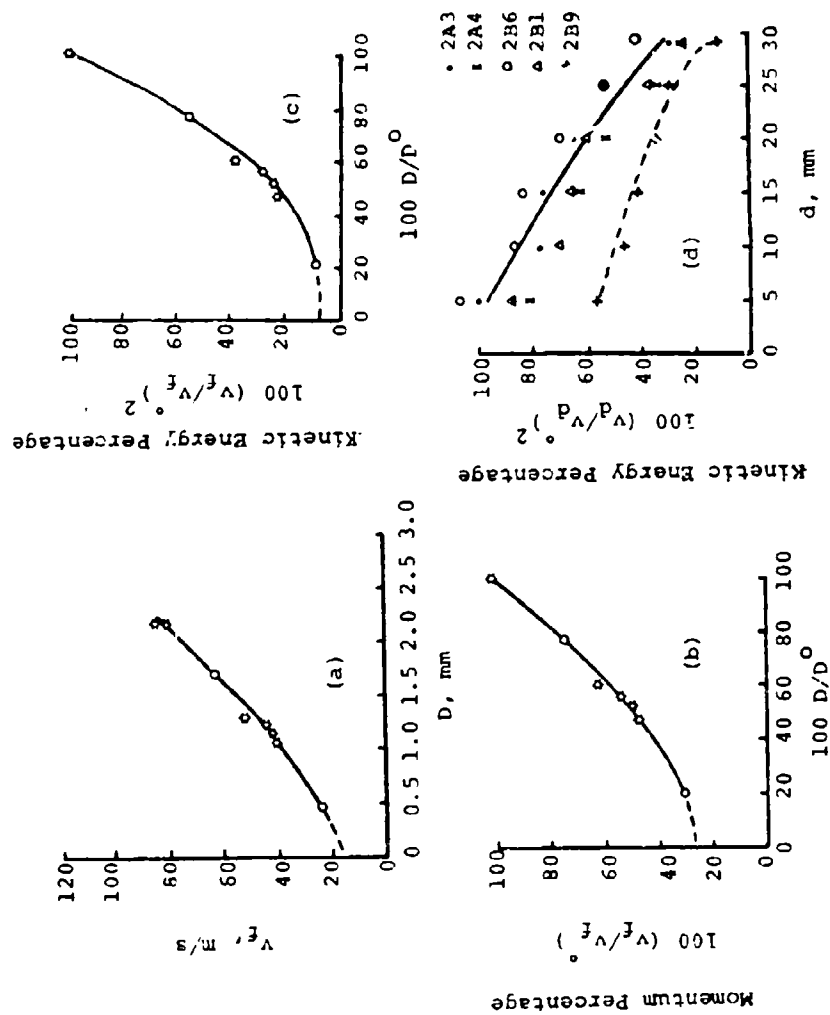 120
100
80
60
40
20
0
v_f, m/s
(a)
0 0.5 1.0 1.5 2.0 2.5 3.0
D, mm
100
80
60
40
20
0
Momentum Percentage
100 (v_f/v_f°)
(b)
0 20 40 60 80 100
100 D/D°
100
80
60
40
20
0
Kinetic Energy Percentage
100 (v_f/v_f°)²
(c)
0 20 40 60 80 100
100 D/D°
100
80
60
40
20
0
Kinetic Energy Percentage
100 (v_d/v_d°)²
(d)
2A3
2A4
2B6
2B1
2B9
0 5 10 15 20 25 30
d, mm